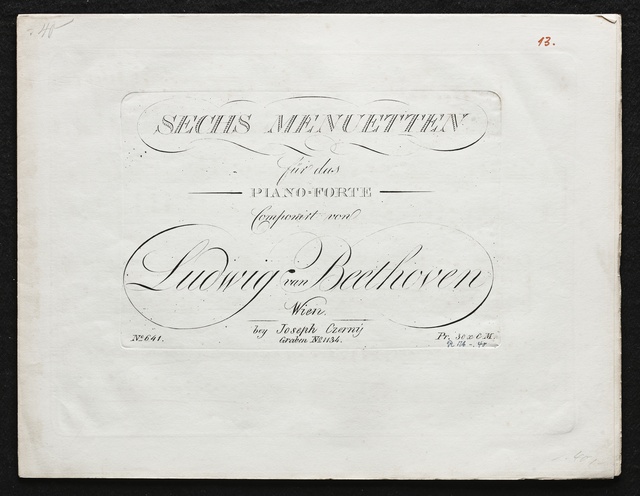 13.
SECHS MENUETTEN
für das
PIANO-FORTE
Componirt von
Ludwig van Beethoven
Wien.
bey Joseph Czerný
Graben No. 1134.
No. 641.
Pr. 30 x C.M.